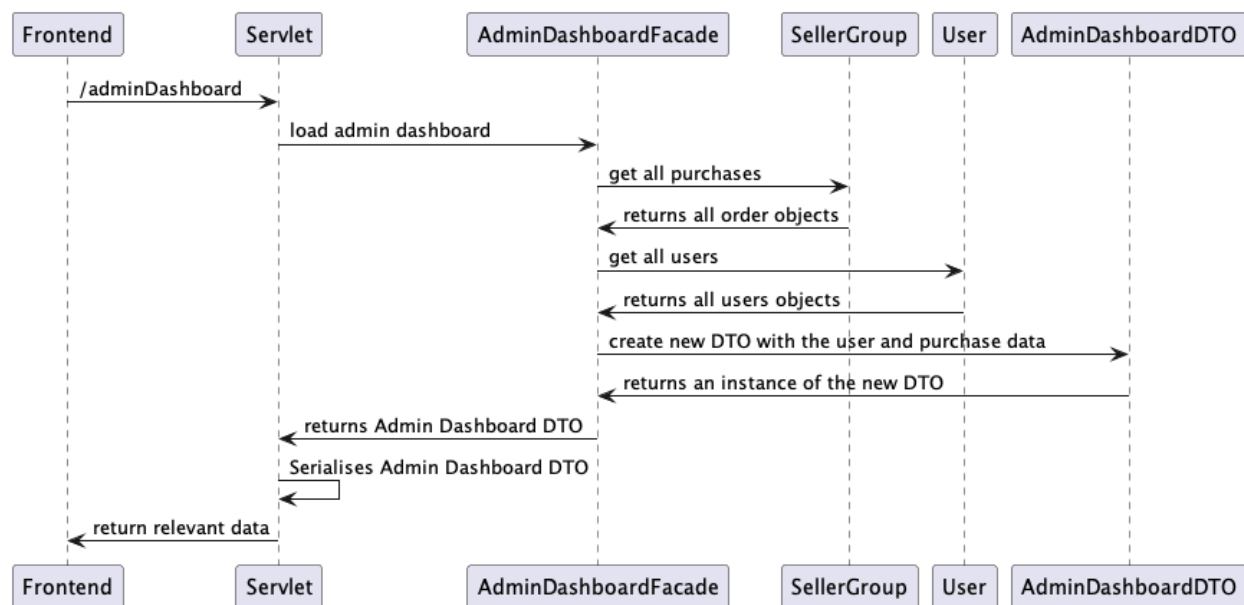 Frontend Servlet AdminDashboardFacade SellerGroup User AdminDashboardDTO
/adminDashboard
load admin dashboard
get all purchases
returns all order objects
get all users
returns all users objects
create new DTO with the user and purchase data
returns an instance of the new DTO
returns Admin Dashboard DTO
Serialises Admin Dashboard DTO
return relevant data
Frontend Servlet AdminDashboardFacade SellerGroup User AdminDashboardDTO